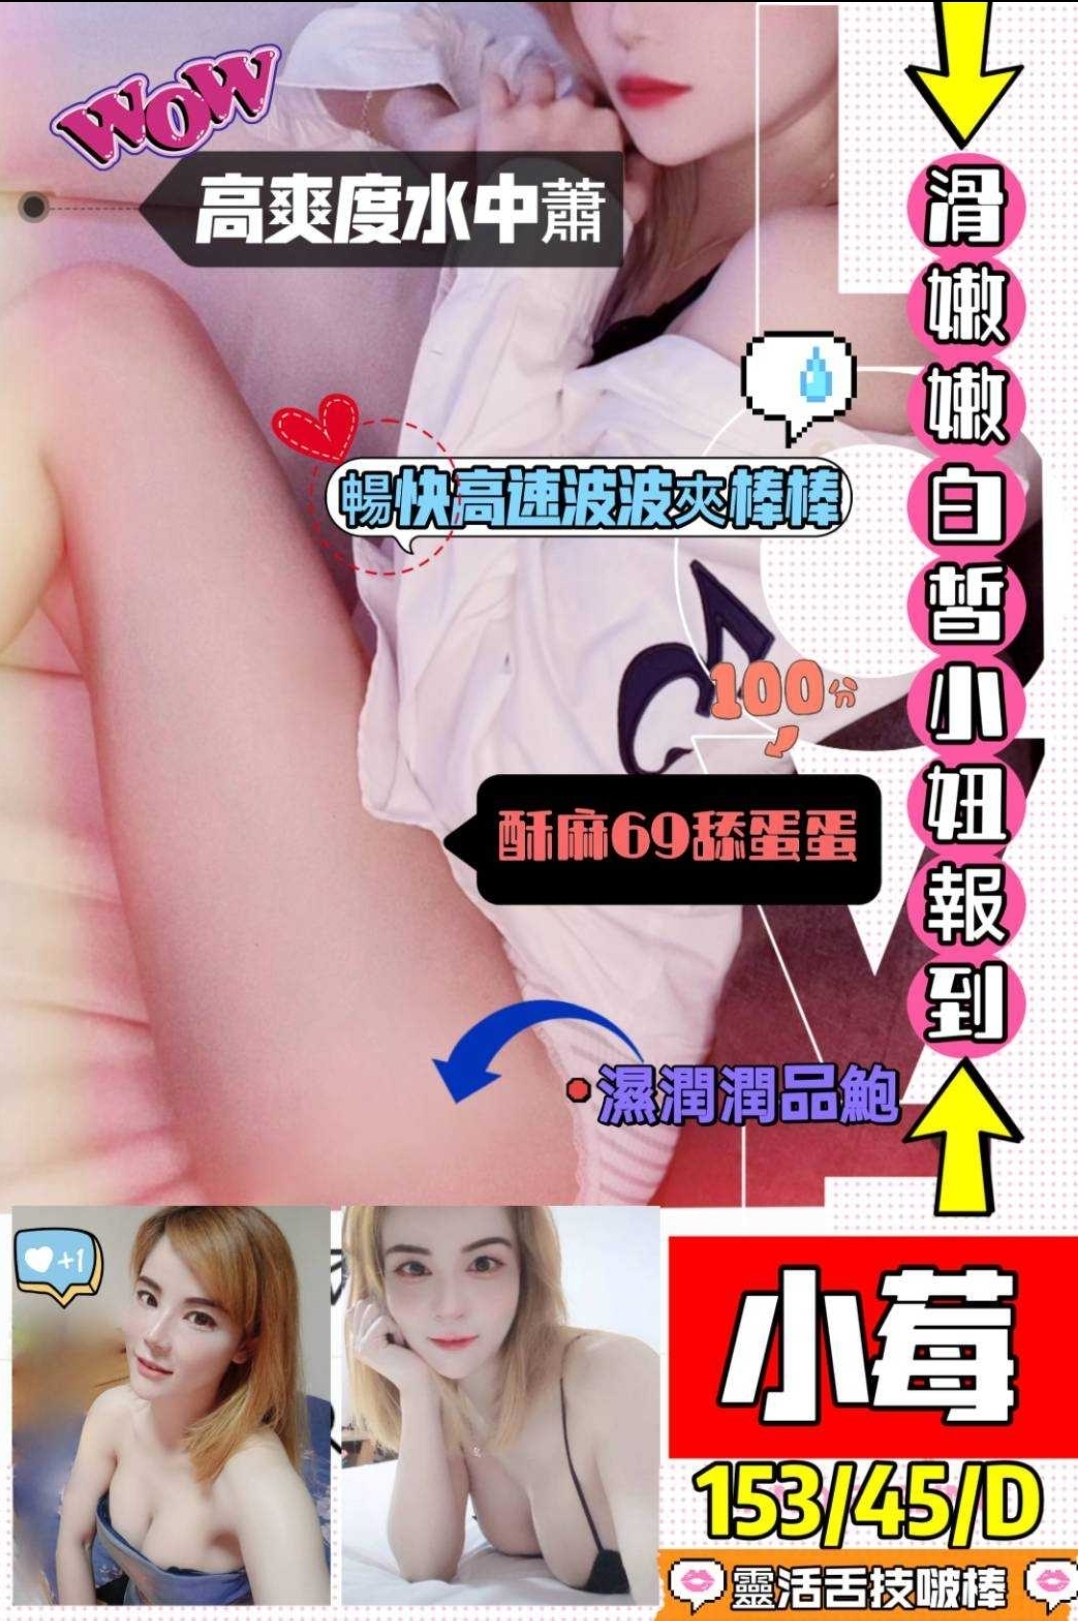 WOW
高爽度水中蕭
滑嫩嫩白皙小妞報到
暢快高速波波夾棒棒
100分
酥麻69舔蛋蛋
濕潤潤品鮑
+1
小莓
153/45/D
靈活舌技啵棒